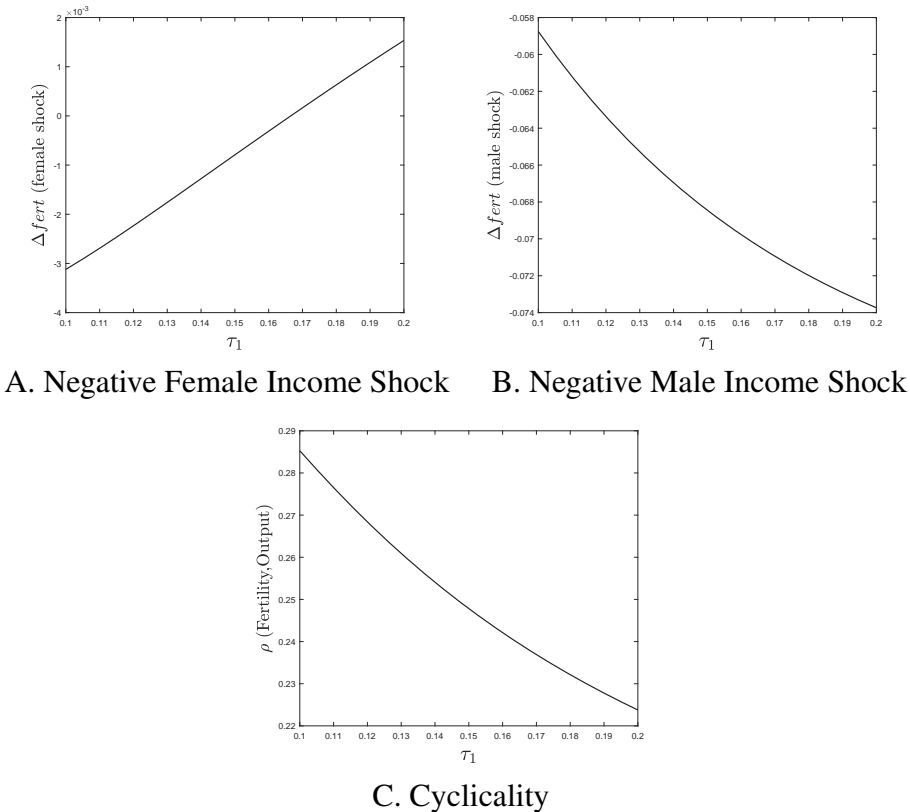 ×10⁻³
2
1
0
-1
-2
-3
-4
Δfert (female shock)
0.1 0.11 0.12 0.13 0.14 0.15 0.16 0.17 0.18 0.19 0.2
τ₁
A. Negative Female Income Shock
-0.058
-0.06
-0.062
-0.064
-0.066
-0.068
-0.07
-0.072
-0.074
Δfert (male shock)
0.1 0.11 0.12 0.13 0.14 0.15 0.16 0.17 0.18 0.19 0.2
τ₁
B. Negative Male Income Shock
0.29
0.28
0.27
0.26
0.25
0.24
0.23
0.22
ρ (Fertility,Output)
0.1 0.11 0.12 0.13 0.14 0.15 0.16 0.17 0.18 0.19 0.2
τ₁
C. Cyclicality